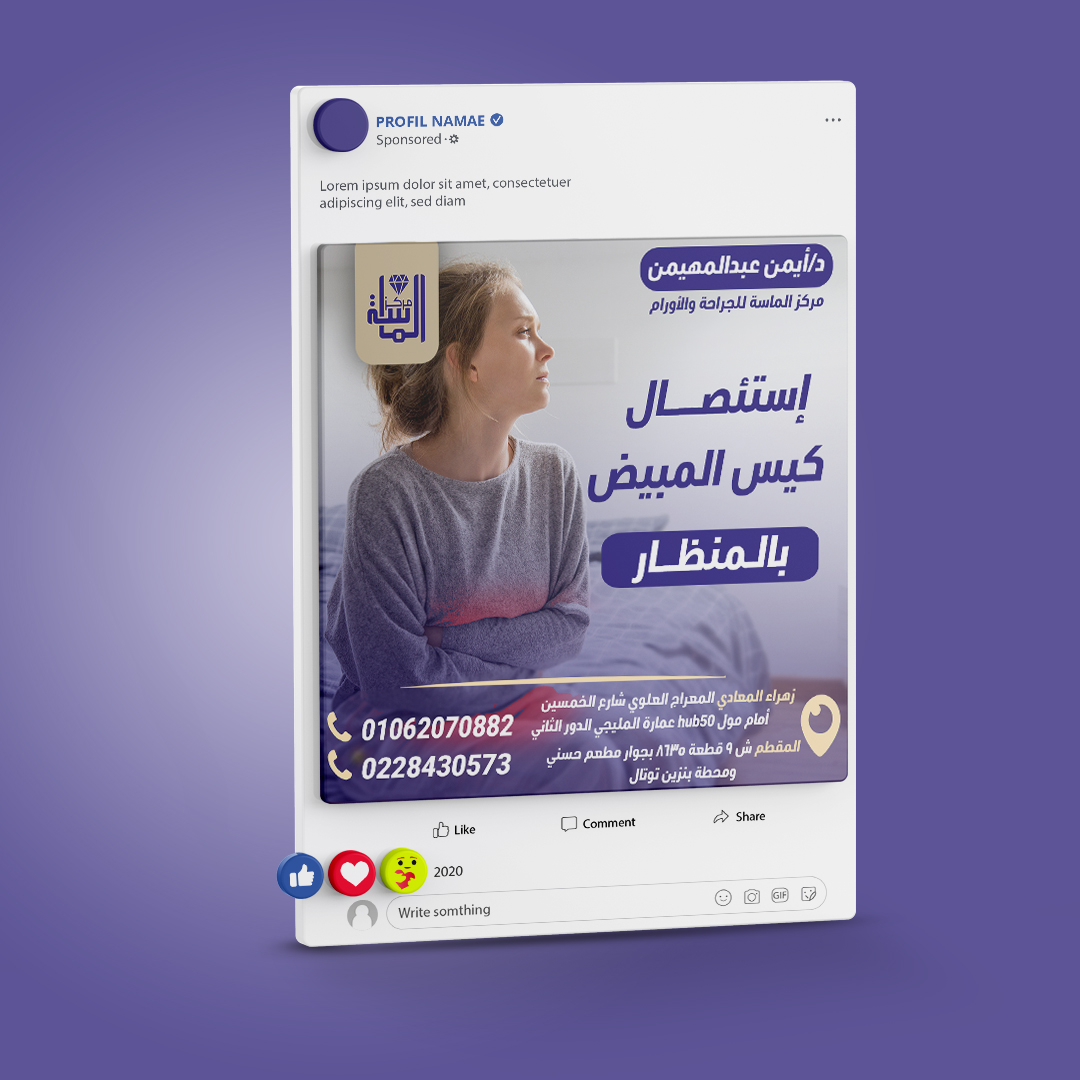 PROFIL NAMAE
Sponsored ·
Lorem ipsum dolor sit amet, consectetuer
adipiscing elit, sed diam
مركز
الماسة
د/أيمن عبدالمهيمن
مركز الماسة للجراحة والأورام
إستئصـــال
كيس المبيض
بالـمنظــار
زهراء المعادي المعراج العلوي شارع الخمسين
أمام مول hub50 عمارة المليجي الدور الثاني
المقطم ش ٩ قطعة ٨٦٣٥ بجوار مطعم حسني
ومحطة بنزين توتال
01062070882
0228430573
Like
Comment
Share
2020
Write somthing
GIF